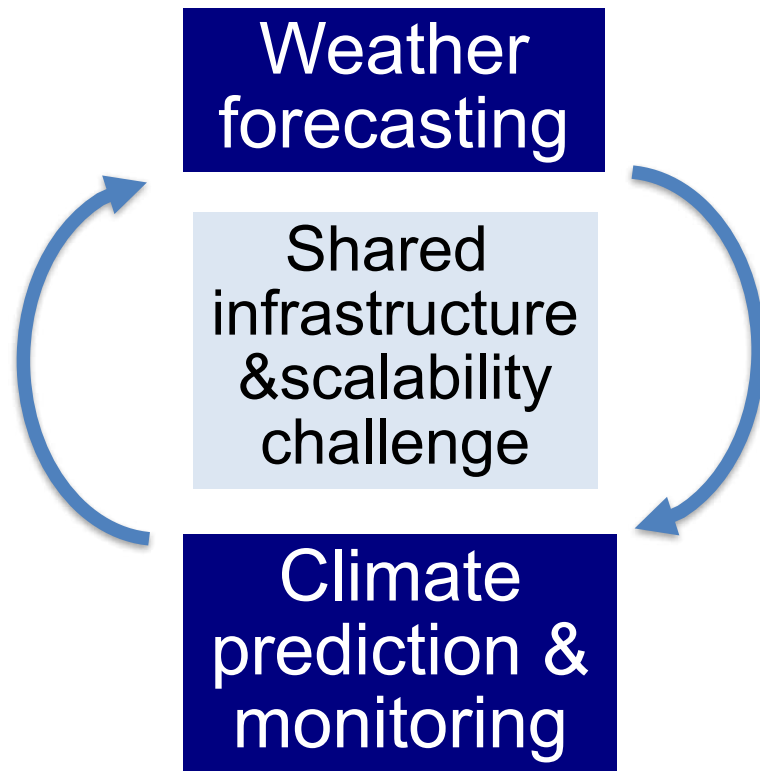 Weather
forecasting
Shared
infrastructure
&scalability
challenge
Climate
prediction &
monitoring